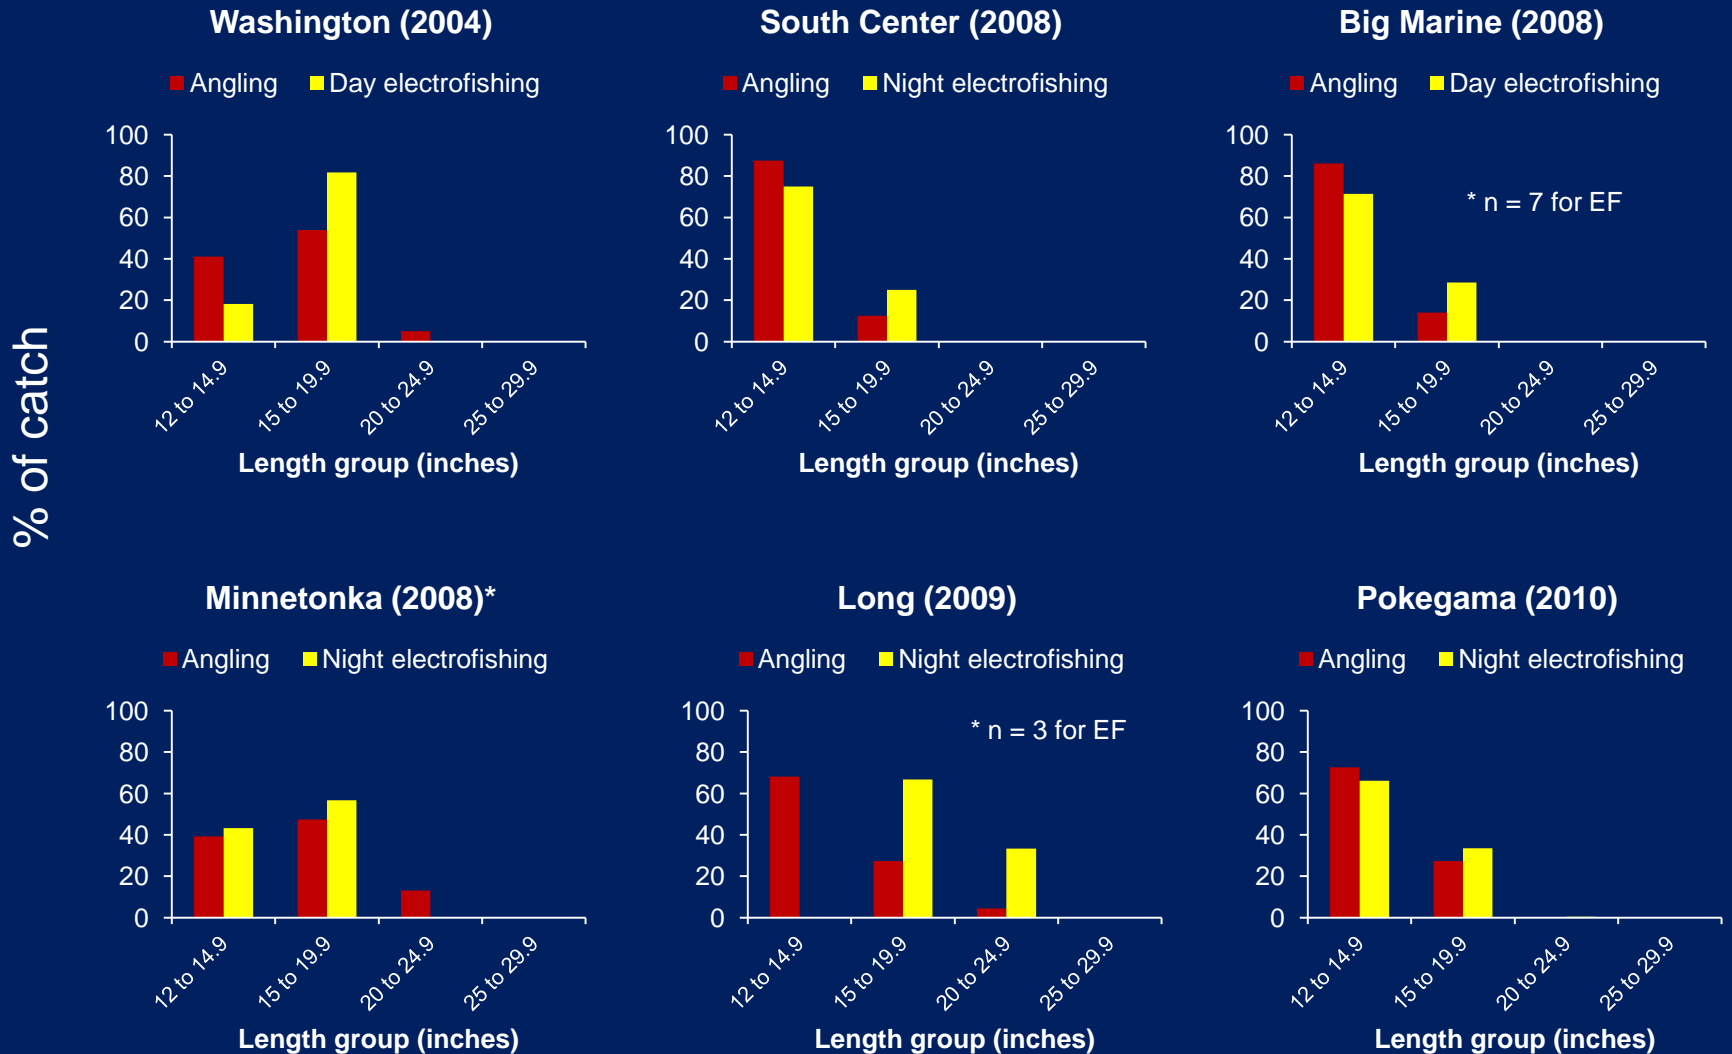 % of catch
Washington (2004)
Angling Day electrofishing
100
80
60
40
20
0
12 to 14.9
15 to 19.9
20 to 24.9
25 to 29.9
Length group (inches)
South Center (2008)
Angling Night electrofishing
100
80
60
40
20
0
12 to 14.9
15 to 19.9
20 to 24.9
25 to 29.9
Length group (inches)
Big Marine (2008)
Angling Day electrofishing
* n = 7 for EF
100
80
60
40
20
0
12 to 14.9
15 to 19.9
20 to 24.9
25 to 29.9
Length group (inches)
Minnetonka (2008)*
Angling Night electrofishing
100
80
60
40
20
0
12 to 14.9
15 to 19.9
20 to 24.9
25 to 29.9
Length group (inches)
Long (2009)
Angling Night electrofishing
* n = 3 for EF
100
80
60
40
20
0
12 to 14.9
15 to 19.9
20 to 24.9
25 to 29.9
Length group (inches)
Pokegama (2010)
Angling Night electrofishing
100
80
60
40
20
0
12 to 14.9
15 to 19.9
20 to 24.9
25 to 29.9
Length group (inches)